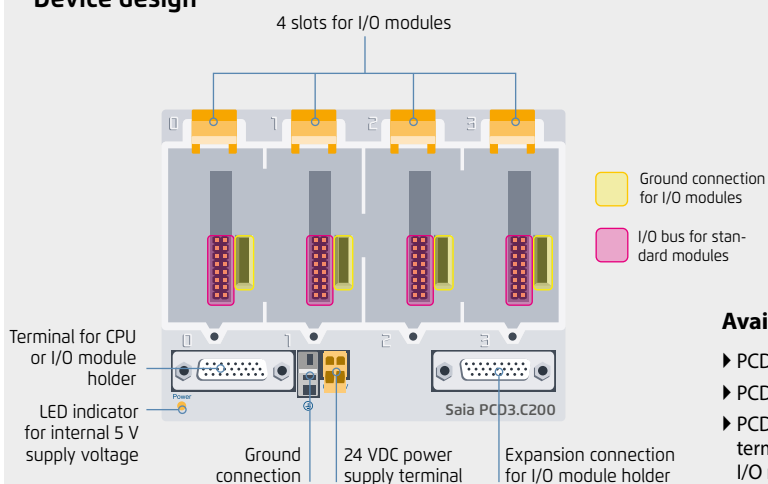 Device design
4 slots for I/O modules
0 1 2 3
Ground connection
for I/O modules
I/O bus for stan-
dard modules
0 1 2 3
Terminal for CPU
or I/O module
holder
Power
LED indicator
for internal 5 V
supply voltage
Saia PCD3.C200
Ground
connection
24 VDC power
supply terminal
Expansion connection
for I/O module holder
Avai
PCD
PCD
PCD
term
I/O